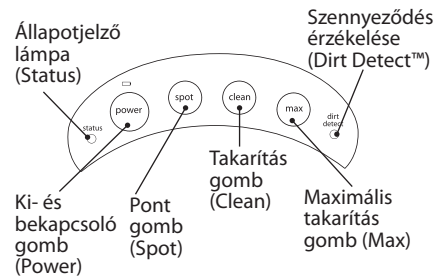 Állapotjelző
lámpa
(Status)
Szennyeződés
érzékelése
(Dirt Detect™)
status
power
spot
clean
max
dirt
detect
Ki- és
bekapcsoló
gomb
(Power)
Pont
gomb
(Spot)
Takarítás
gomb
(Clean)
Maximális
takarítás
gomb (Max)